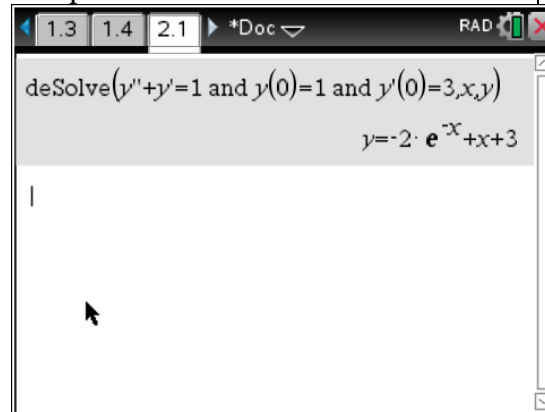 1.3 1.4 2.1 *Doc RAD
deSolve(y''+y'=1 and y(0)=1 and y'(0)=3,x,y)
y=-2· e^-x+x+3